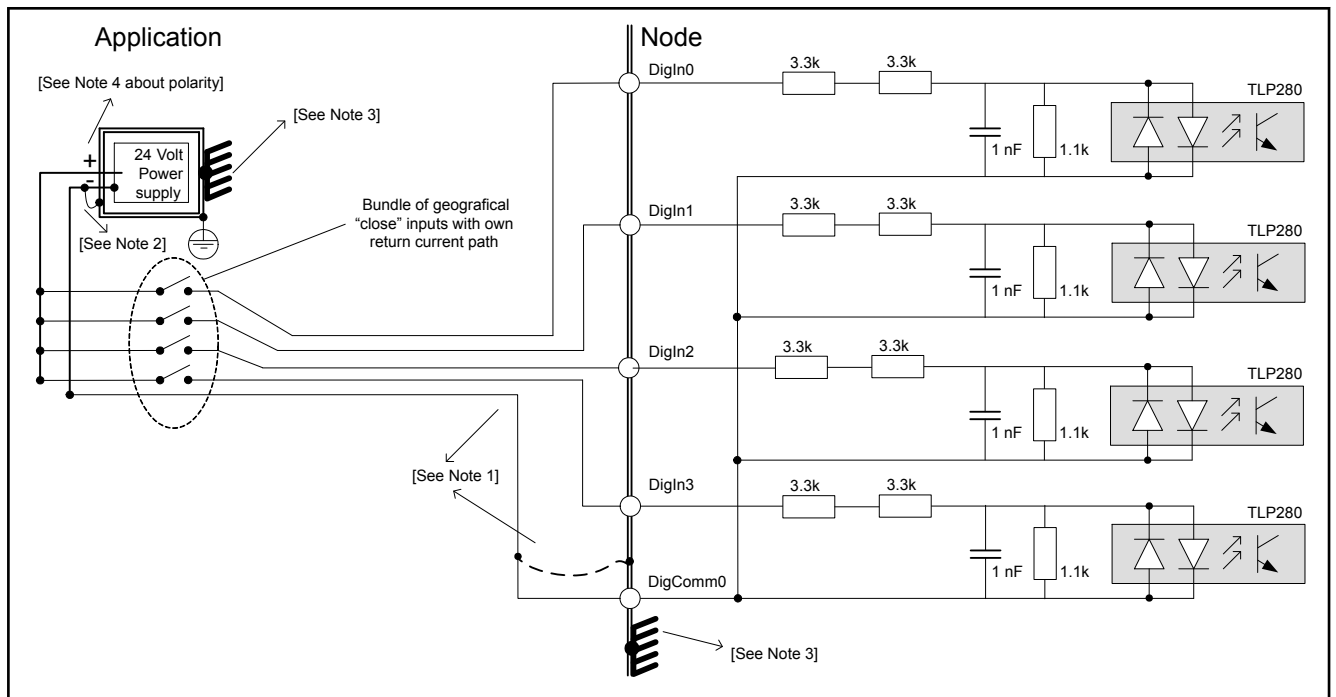 Application
Node
[See Note 4 about polarity]
[See Note 3]
+
-
24 Volt
Power
supply
[See Note 2]
Bundle of geografical
“close” inputs with own
return current path
[See Note 1]
DigIn0
3.3k
3.3k
1 nF
1.1k
TLP280
DigIn1
3.3k
3.3k
1 nF
1.1k
TLP280
DigIn2
3.3k
3.3k
1 nF
1.1k
TLP280
DigIn3
3.3k
3.3k
1 nF
1.1k
TLP280
DigComm0
[See Note 3]